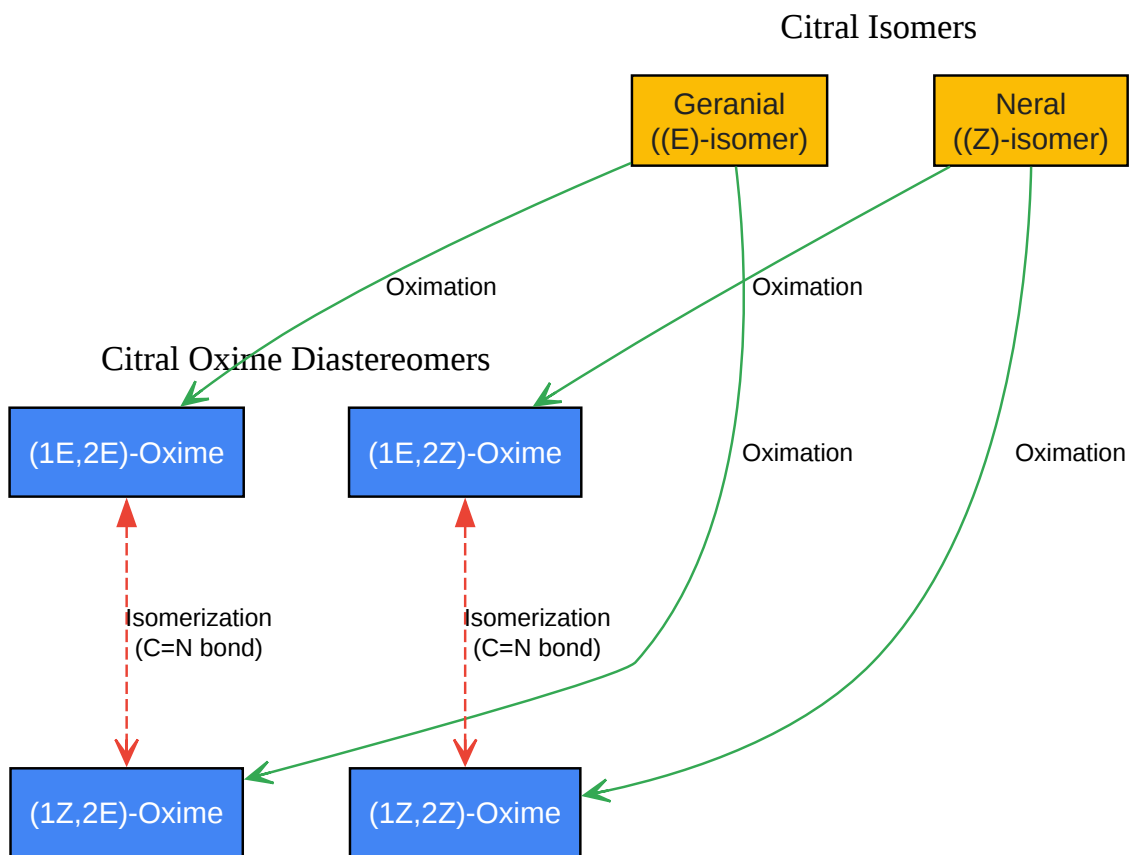 Citral Isomers
Geranial
((E)-isomer)
Neral
((Z)-isomer)
Oximation
Oximation
Citral Oxime Diastereomers
(1E,2E)-Oxime
(1E,2Z)-Oxime
Oximation
Oximation
Isomerization
(C=N bond)
Isomerization
(C=N bond)
(1Z,2E)-Oxime
(1Z,2Z)-Oxime